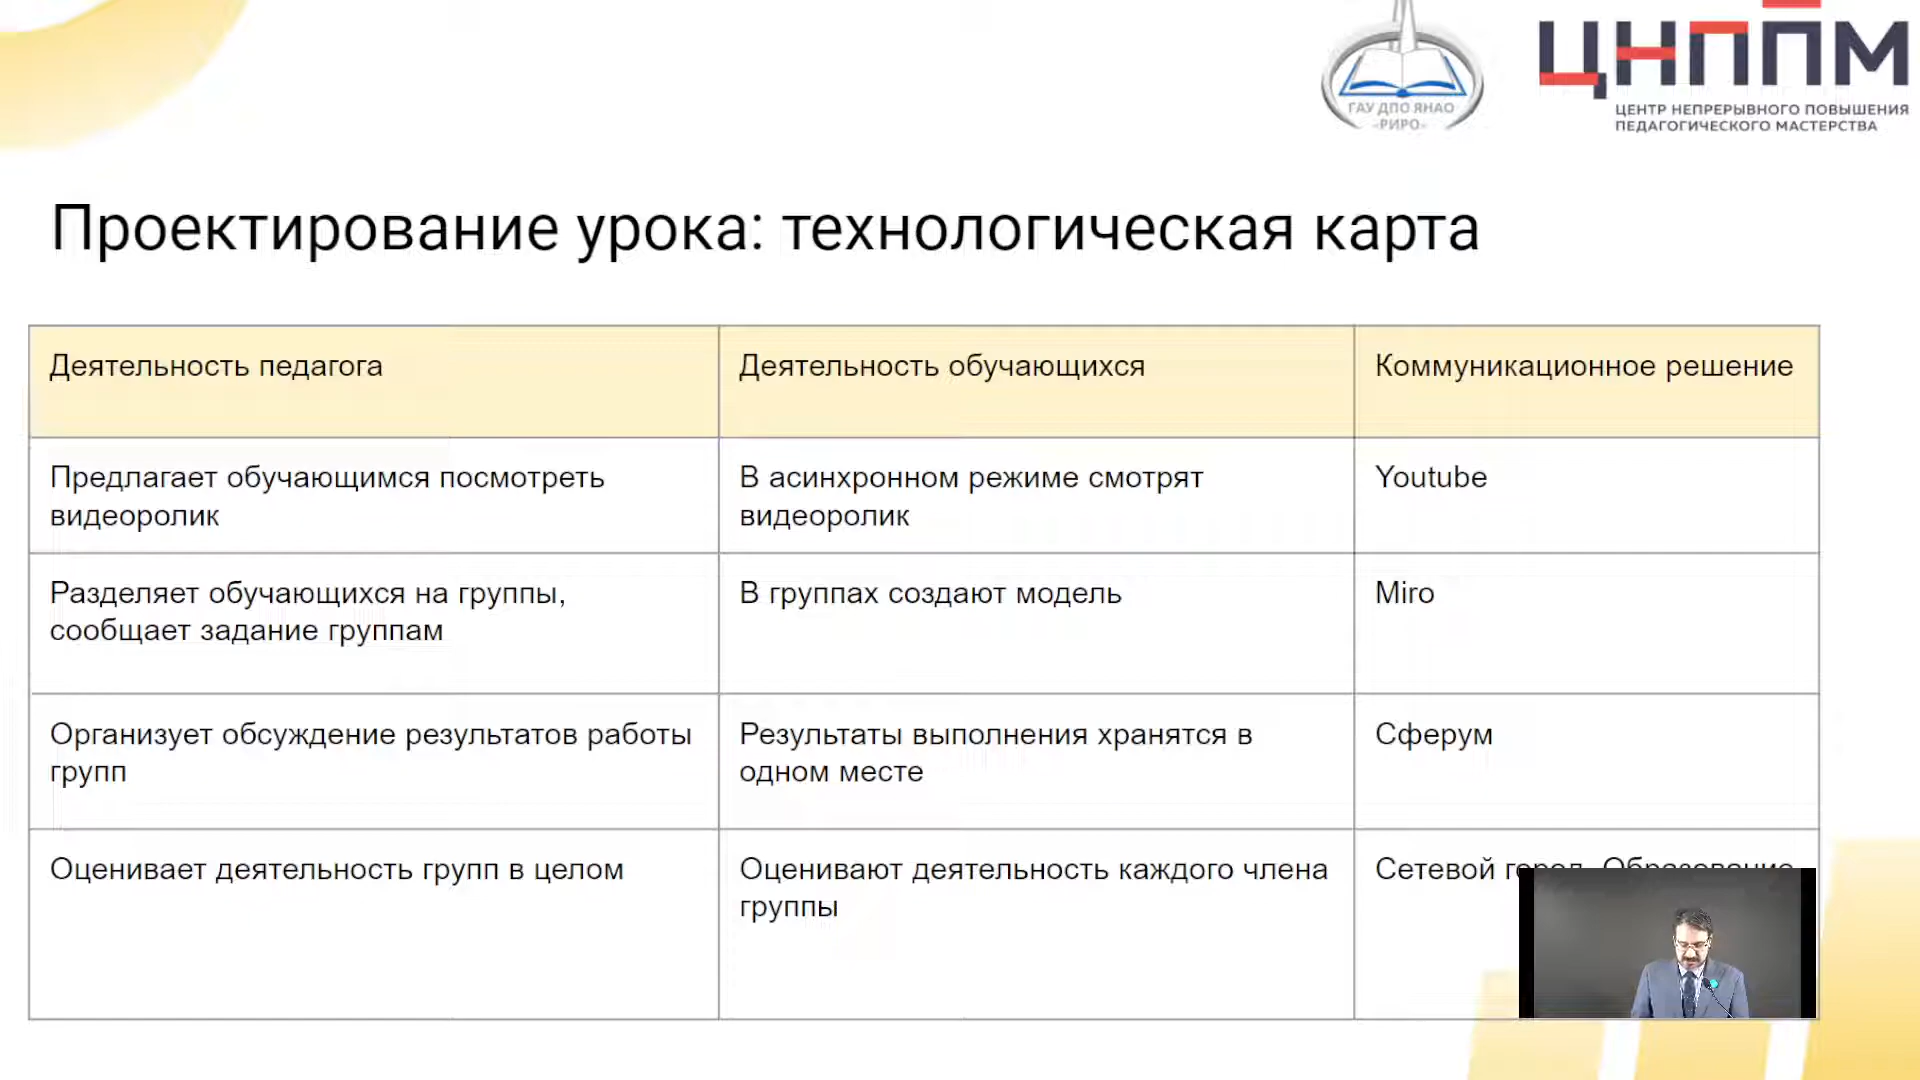 ЦНППМ
ГАУ ДПО ЯНАО
«РИРО»
ЦЕНТР НЕПРЕРЫВНОГО ПОВЫШЕНИЯ
ПЕДАГОГИЧЕСКОГО МАСТЕРСТВА
Проектирование урока: технологическая карта
Деятельность педагога
Деятельность обучающихся
Коммуникационное решение
Предлагает обучающимся посмотреть
видеоролик
В асинхронном режиме смотрят
видеоролик
Youtube
Разделяет обучающихся на группы,
сообщает задание группам
В группах создают модель
Miro
Организует обсуждение результатов работы
групп
Результаты выполнения хранятся в
одном месте
Сферум
Оценивает деятельность групп в целом
Оценивают деятельность каждого члена
группы
Сетевой город. Образование